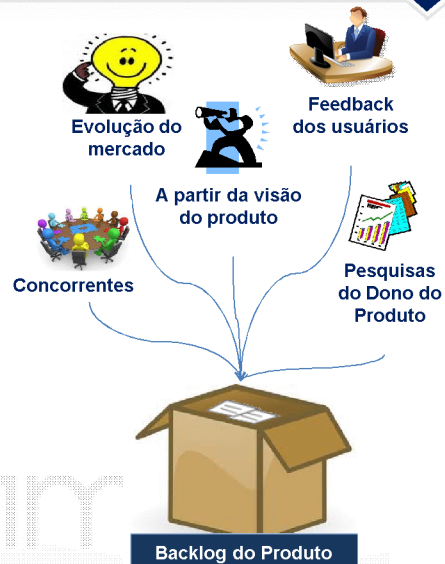 Evolução do
mercado
Feedback
dos usuários
A partir da visão
do produto
Concorrentes
Pesquisas
do Dono do
Produto
Backlog do Produto